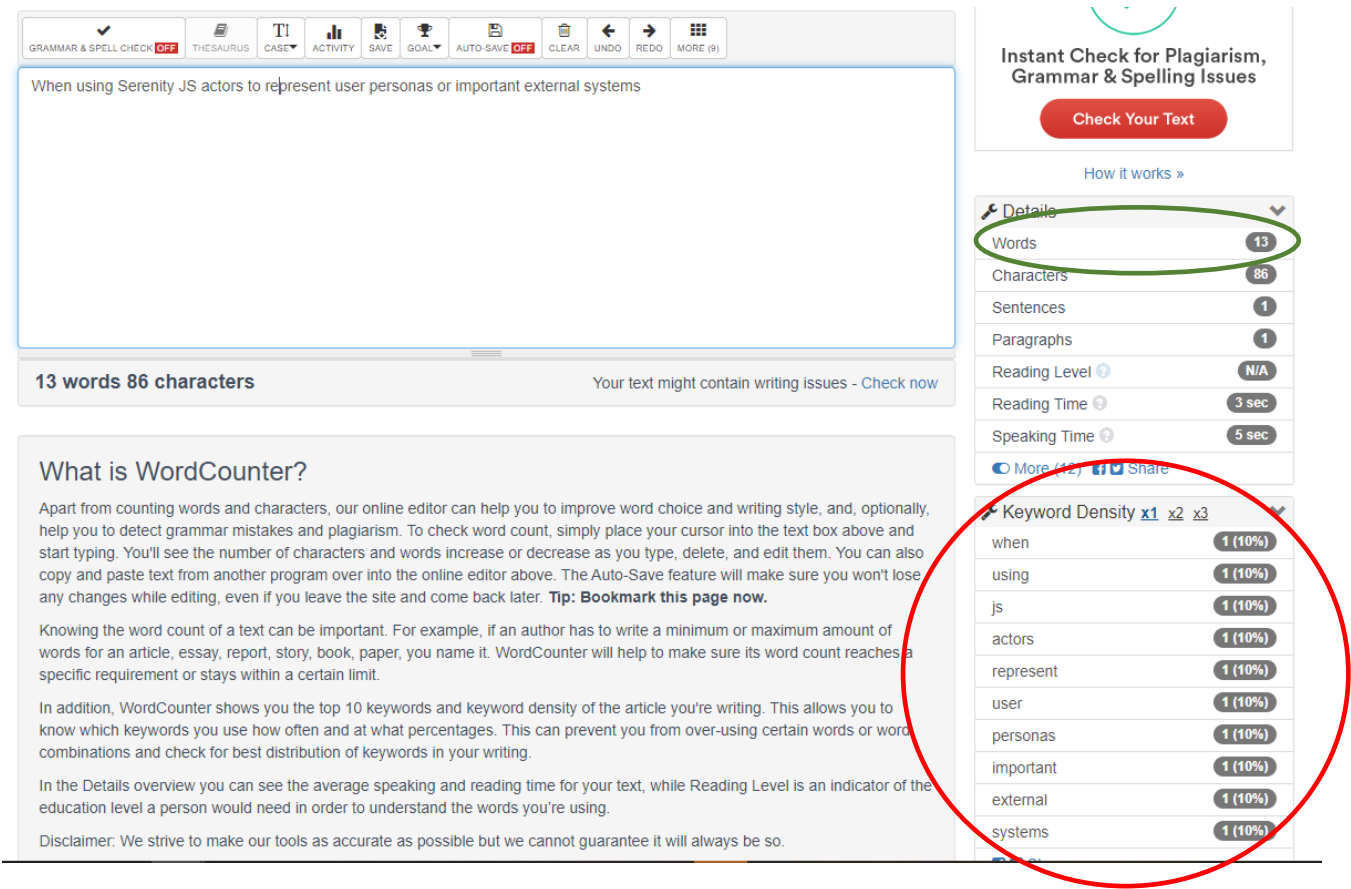 GRAMMAR & SPELL CHECK OFF THESAURUS CASE ACTIVITY SAVE GOAL AUTO-SAVE OFF CLEAR UNDO REDO MORE (9)
When using Serenity JS actors to represent user personas or important external systems
13 words 86 characters
Your text might contain writing issues - Check now
What is WordCounter?
Apart from counting words and characters, our online editor can help you to improve word choice and writing style, and, optionally,
help you to detect grammar mistakes and plagiarism. To check word count, simply place your cursor into the text box above and
start typing. You'll see the number of characters and words increase or decrease as you type, delete, and edit them. You can also
copy and paste text from another program over into the online editor above. The Auto-Save feature will make sure you won't lose
any changes while editing, even if you leave the site and come back later. Tip: Bookmark this page now.
Knowing the word count of a text can be important. For example, if an author has to write a minimum or maximum amount of
words for an article, essay, report, story, book, paper, you name it. WordCounter will help to make sure its word count reaches a
specific requirement or stays within a certain limit.
In addition, WordCounter shows you the top 10 keywords and keyword density of the article you're writing. This allows you to
know which keywords you use how often and at what percentages. This can prevent you from over-using certain words or word
combinations and check for best distribution of keywords in your writing.
In the Details overview you can see the average speaking and reading time for your text, while Reading Level is an indicator of the
education level a person would need in order to understand the words you're using.
Disclaimer: We strive to make our tools as accurate as possible but we cannot guarantee it will always be so.
Instant Check for Plagiarism,
Grammar & Spelling Issues
Check Your Text
How it works »
Details
Words 13
Characters 86
Sentences 1
Paragraphs 1
Reading Level N/A
Reading Time 3 sec
Speaking Time 5 sec
More (12) Share
Keyword Density x1 x2 x3
when 1 (10%)
using 1 (10%)
js 1 (10%)
actors 1 (10%)
represent 1 (10%)
user 1 (10%)
personas 1 (10%)
important 1 (10%)
external 1 (10%)
systems 1 (10%)